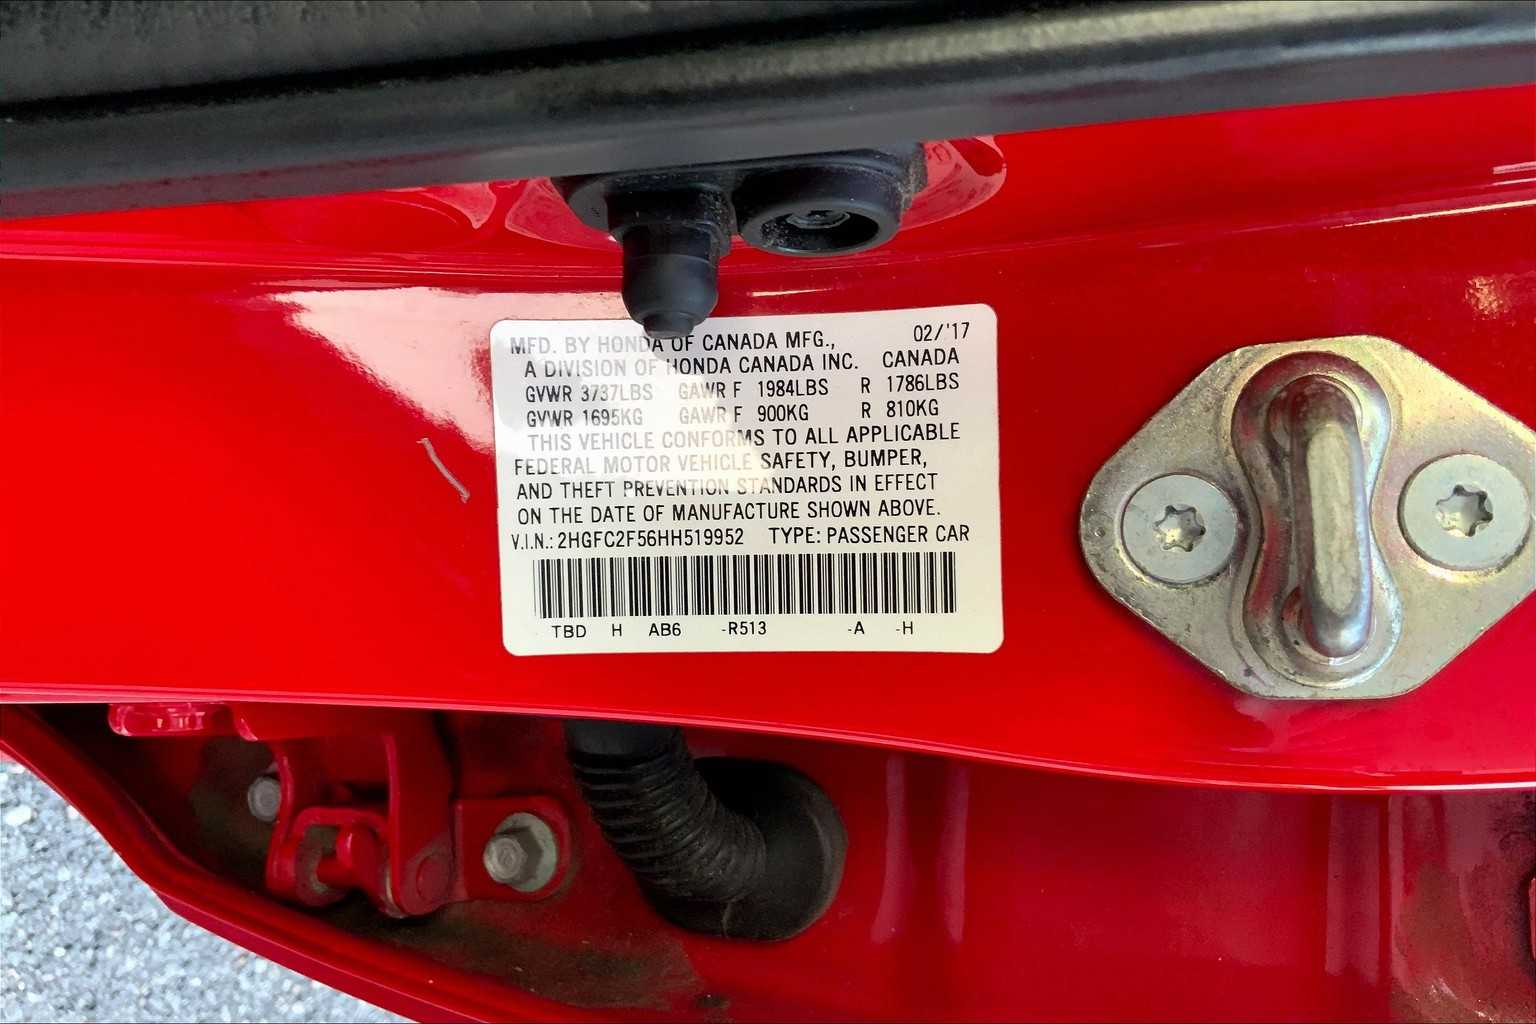 MFD. BY HONDA OF CANADA MFG., 02/'17
A DIVISION OF HONDA CANADA INC. CANADA
GVWR 3737LBS GAWR F 1984LBS R 1786LBS
GVWR 1695KG GAWR F 900KG R 810KG
THIS VEHICLE CONFORMS TO ALL APPLICABLE
FEDERAL MOTOR VEHICLE SAFETY, BUMPER,
AND THEFT PREVENTION STANDARDS IN EFFECT
ON THE DATE OF MANUFACTURE SHOWN ABOVE.
V.I.N.: 2HGFC2F56HH519952 TYPE: PASSENGER CAR
TBD H AB6 -R513 -A -H